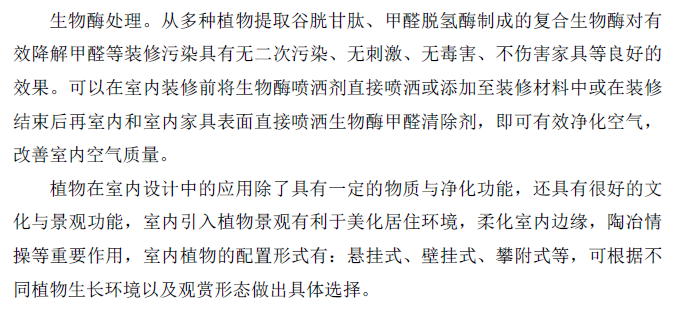 生物酶处理。从多种植物提取谷胱甘肽、甲醛脱氢酶制成的复合生物酶对有
效降解甲醛等装修污染具有无二次污染、无刺激、无毒害、不伤害家具等良好的
效果。可以在室内装修前将生物酶喷洒剂直接喷洒或添加至装修材料中或在装修
结束后再室内和室内家具表面直接喷洒生物酶甲醛清除剂，即可有效净化空气，
改善室内空气质量。
植物在室内设计中的应用除了具有一定的物质与净化功能，还具有很好的文
化与景观功能，室内引入植物景观有利于美化居住环境，柔化室内边缘，陶冶情
操等重要作用，室内植物的配置形式有：悬挂式、壁挂式、攀附式等，可根据不
同植物生长环境以及观赏形态做出具体选择。